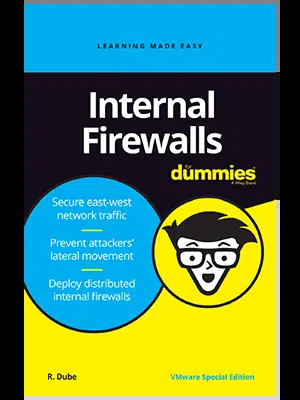 LEARNING MADE EASY
Internal
Firewalls
for
dummies
A Wiley Brand
Secure east-west
network traffic
Prevent attackers'
lateral movement
Deploy distributed
internal firewalls
R. Dube
VMware Special Edition